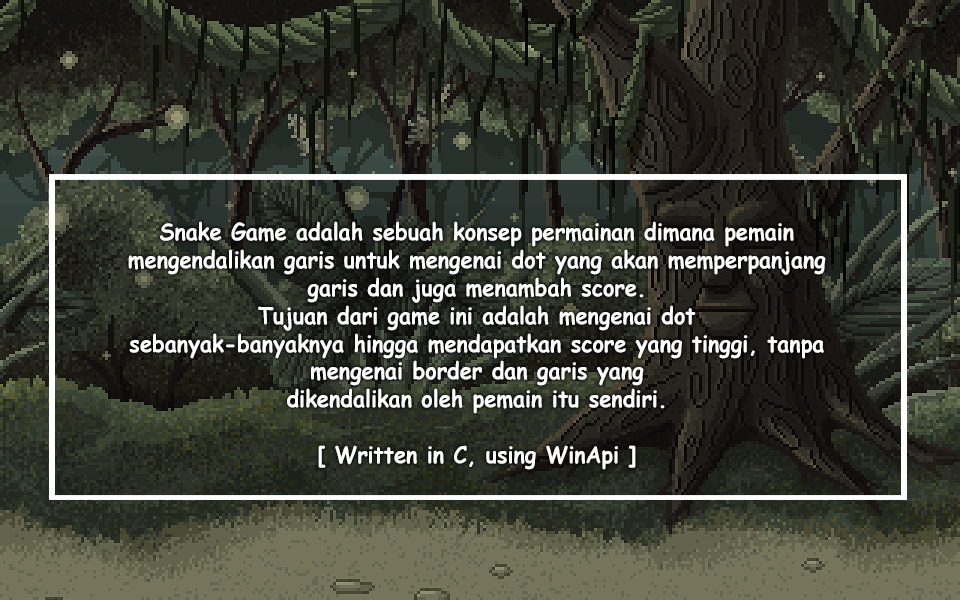 Snake Game adalah sebuah konsep permainan dimana pemain
mengendalikan garis untuk mengenai dot yang akan memperpanjang
garis dan juga menambah score.
Tujuan dari game ini adalah mengenai dot
sebanyak-banyaknya hingga mendapatkan score yang tinggi, tanpa
mengenai border dan garis yang
dikendalikan oleh pemain itu sendiri.
[ Written in C, using WinApi ]